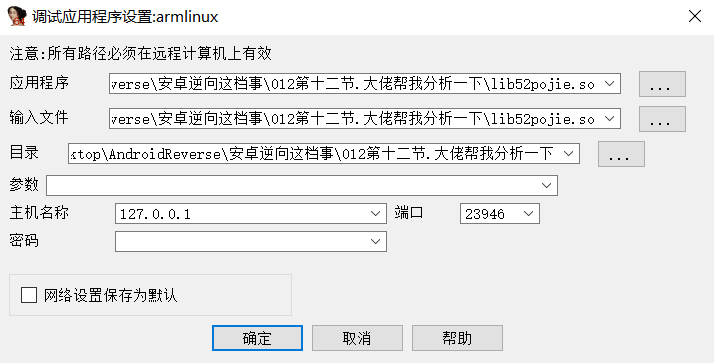 调试应用程序设置:armlinux
注意:所有路径必须在远程计算机上有效
应用程序 verse\安卓逆向这档事\012第十二节.大佬帮我分析一下\lib52pojie.so ...
输入文件 verse\安卓逆向这档事\012第十二节.大佬帮我分析一下\lib52pojie.so ...
目录 ktop\AndroidReverse\安卓逆向这档事\012第十二节.大佬帮我分析一下 ...
参数
主机名称 127.0.0.1 端口 23946
密码
网络设置保存为默认
确定 取消 帮助